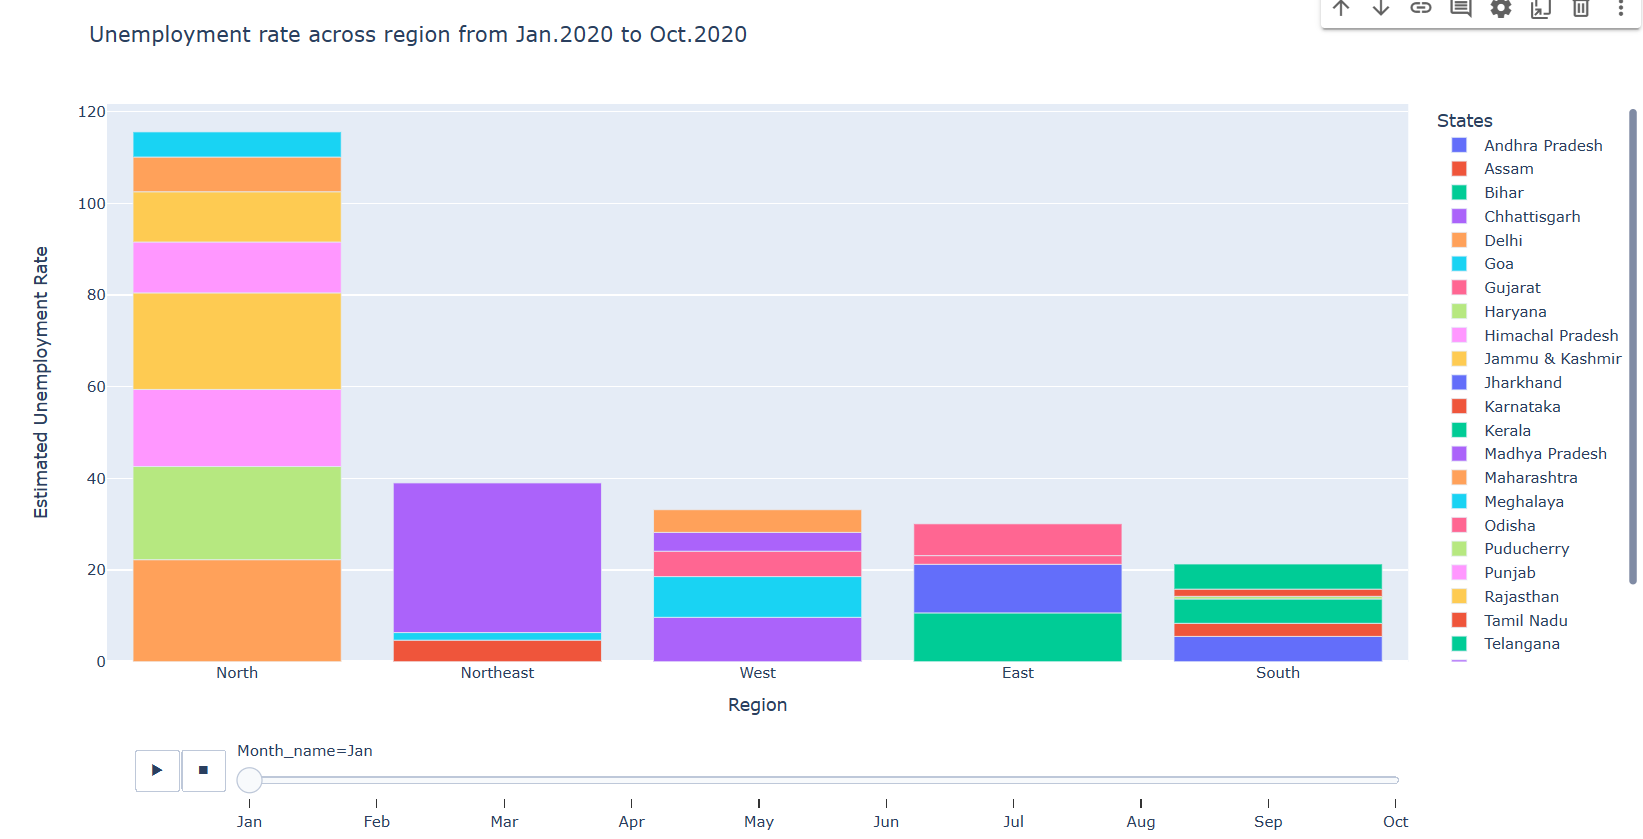 Unemployment rate across region from Jan.2020 to Oct.2020
120
100
80
60
40
20
0
Estimated Unemployment Rate
North
Northeast
West
East
South
Region
States
Andhra Pradesh
Assam
Bihar
Chhattisgarh
Delhi
Goa
Gujarat
Haryana
Himachal Pradesh
Jammu & Kashmir
Jharkhand
Karnataka
Kerala
Madhya Pradesh
Maharashtra
Meghalaya
Odisha
Puducherry
Punjab
Rajasthan
Tamil Nadu
Telangana
Month_name=Jan
Jan
Feb
Mar
Apr
May
Jun
Jul
Aug
Sep
Oct